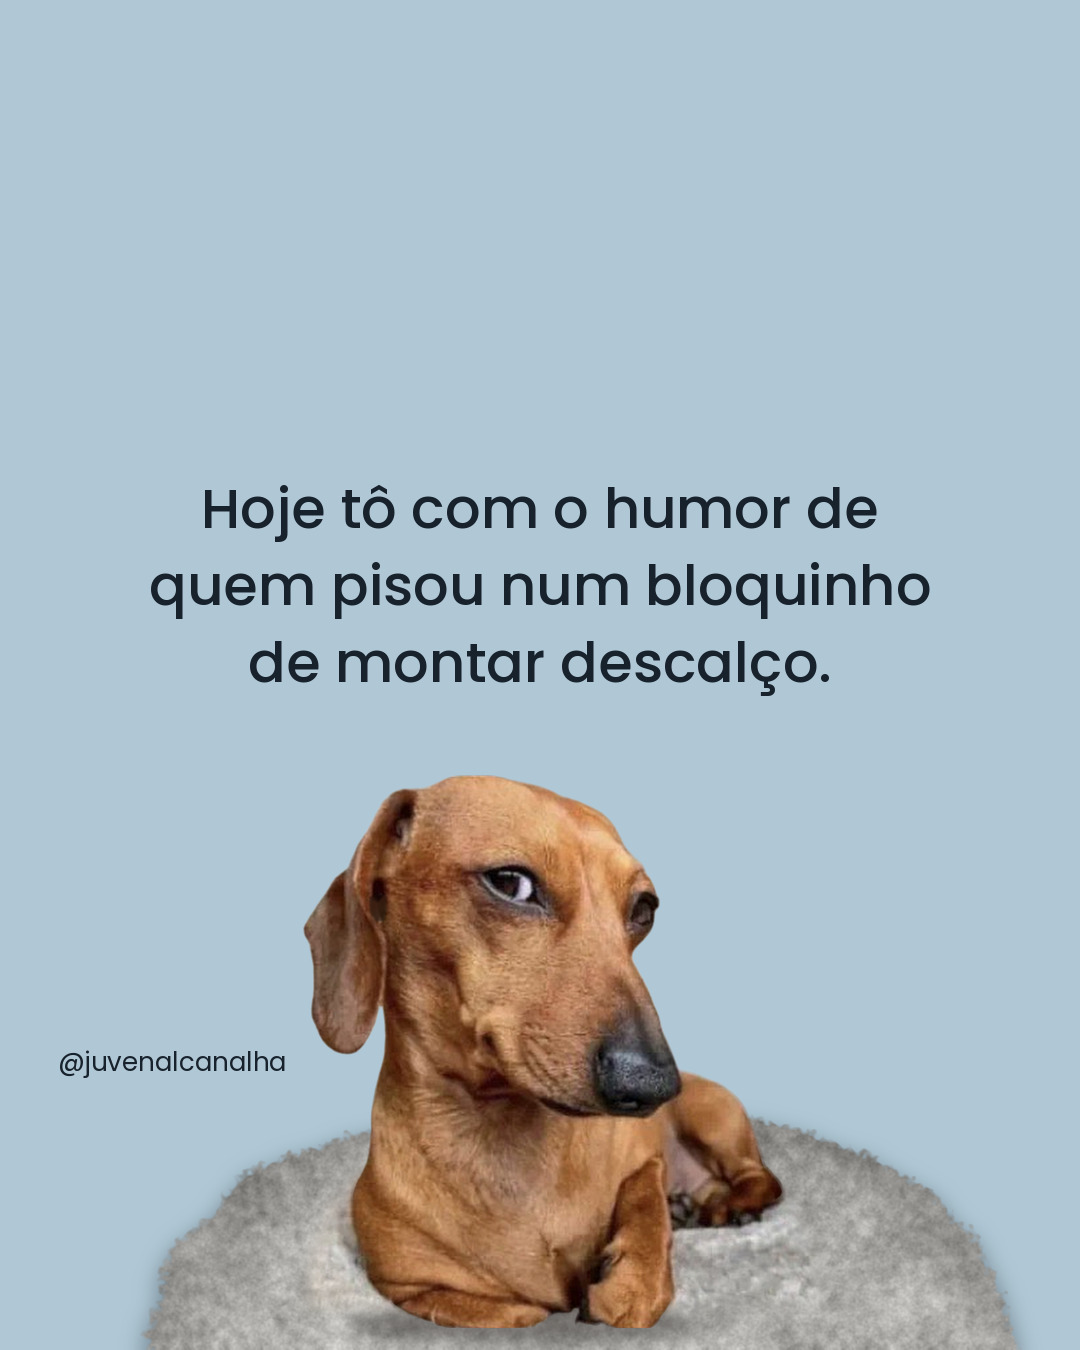 Hoje tô com o humor de
quem pisou num bloquinho
de montar descalço.
@juvenalcanalha